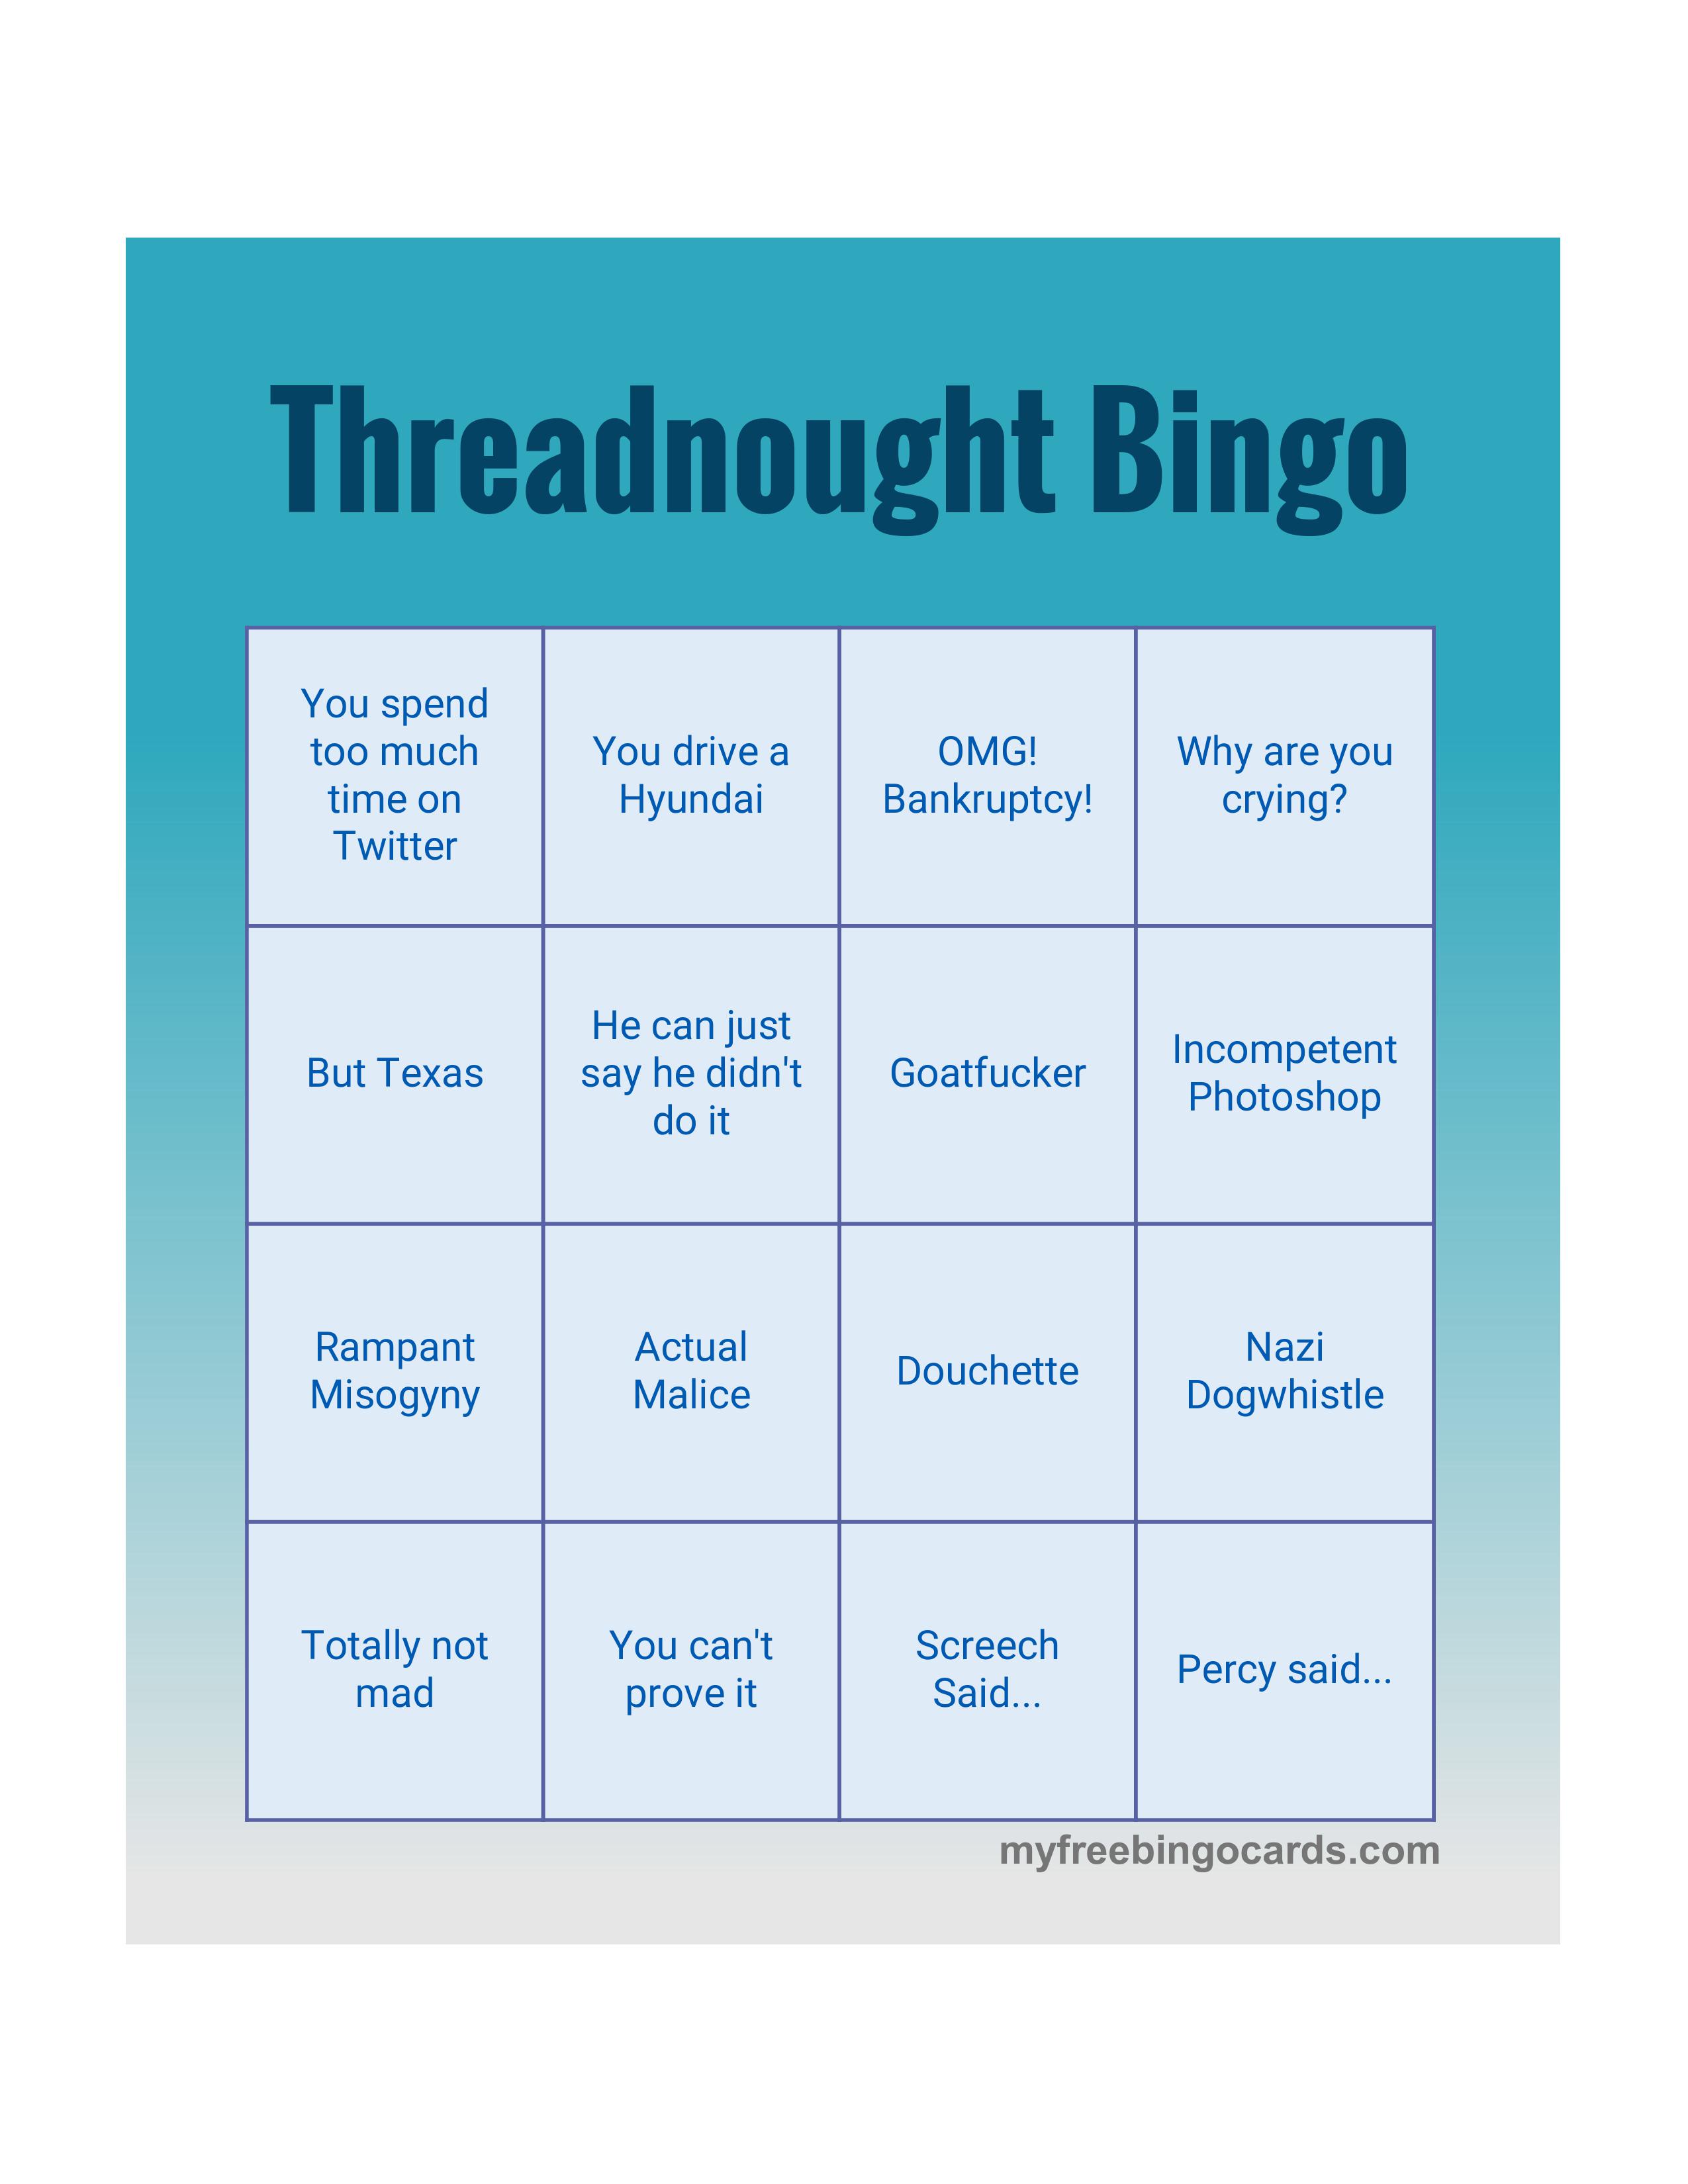 Threadnought Bingo
You spend
too much
time on
Twitter
You drive a
Hyundai
OMG!
Bankruptcy!
Why are you
crying?
But Texas
He can just
say he didn't
do it
Goatfucker
Incompetent
Photoshop
Rampant
Misogyny
Actual
Malice
Douchette
Nazi
Dogwhistle
Totally not
mad
You can't
prove it
Screech
Said...
Percy said...
myfreebingocards.com